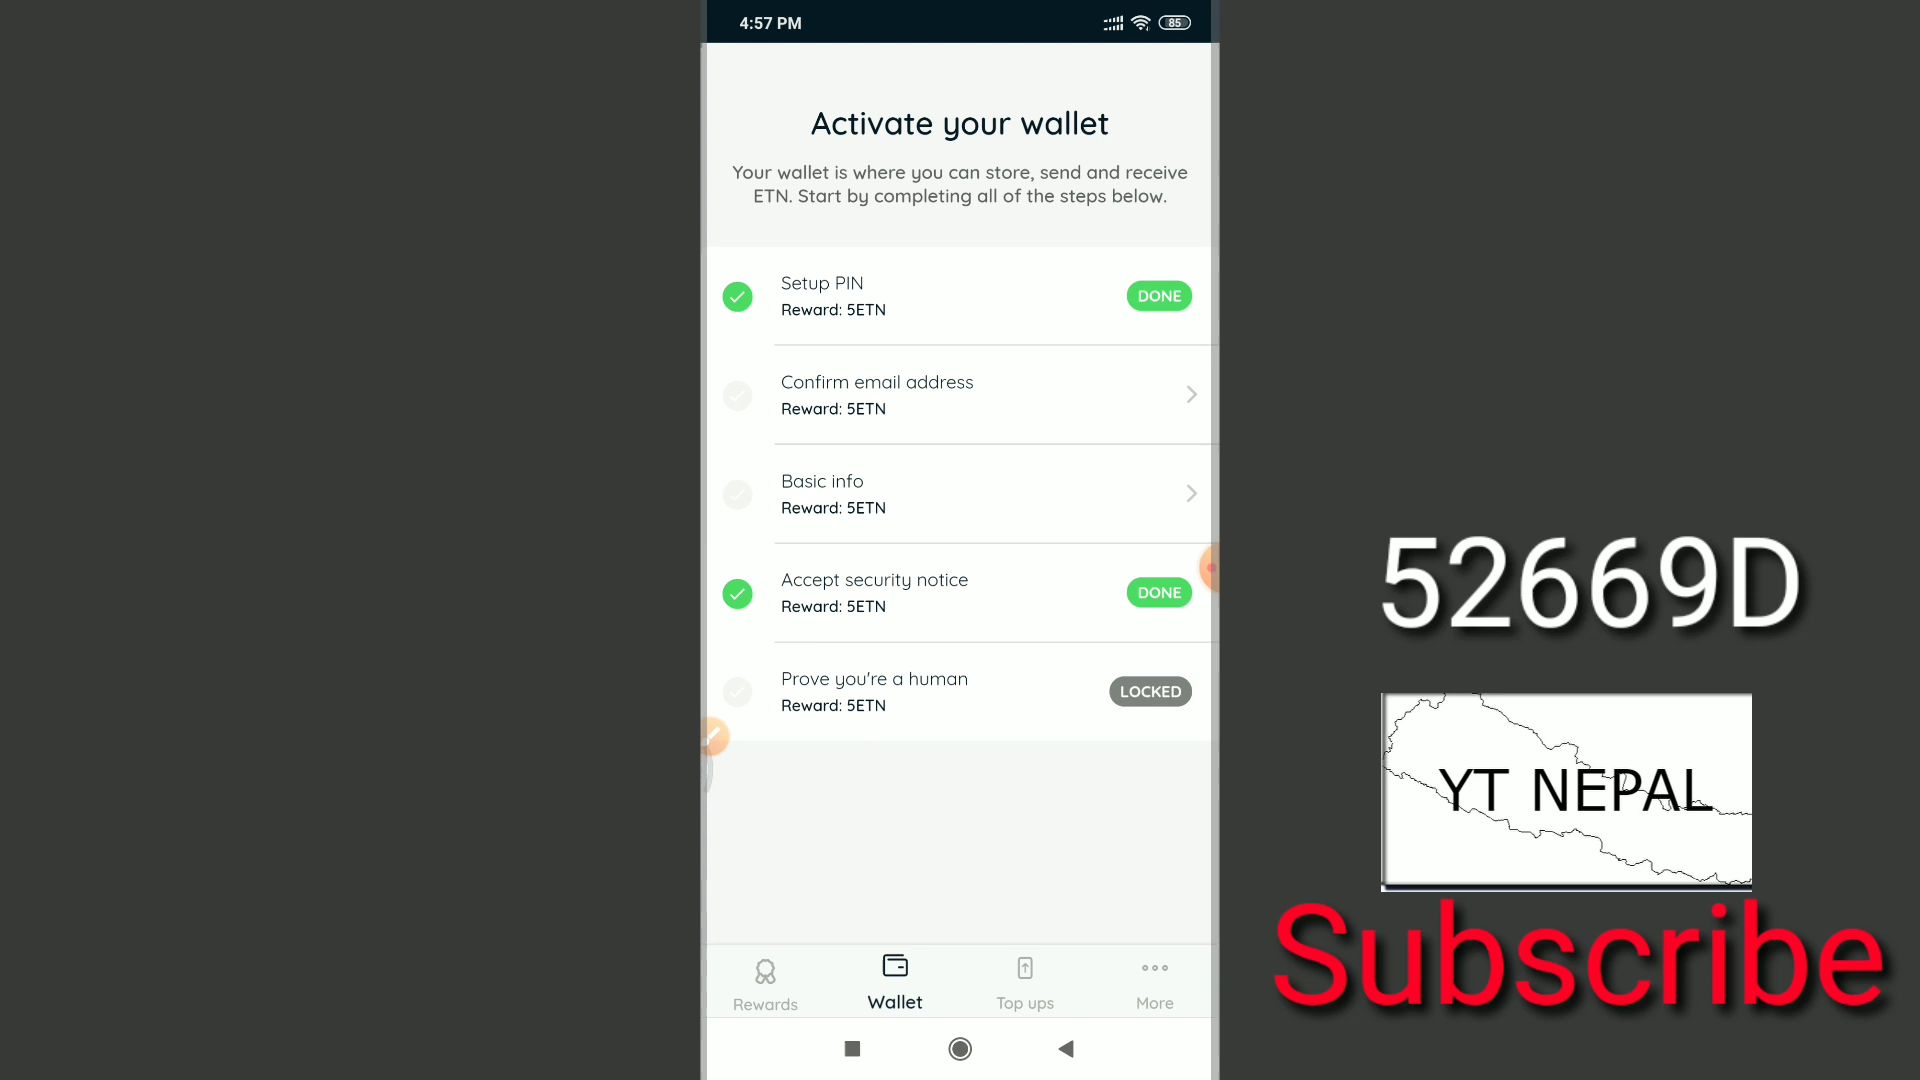 4:57 PM
85
Activate your wallet
Your wallet is where you can store, send and receive
ETN. Start by completing all of the steps below.
Setup PIN
Reward: 5ETN
DONE
Confirm email address
Reward: 5ETN
Basic info
Reward: 5ETN
Accept security notice
Reward: 5ETN
DONE
Prove you're a human
Reward: 5ETN
LOCKED
Rewards
Wallet
Top ups
More
52669D
YT NEPAL
Subscribe